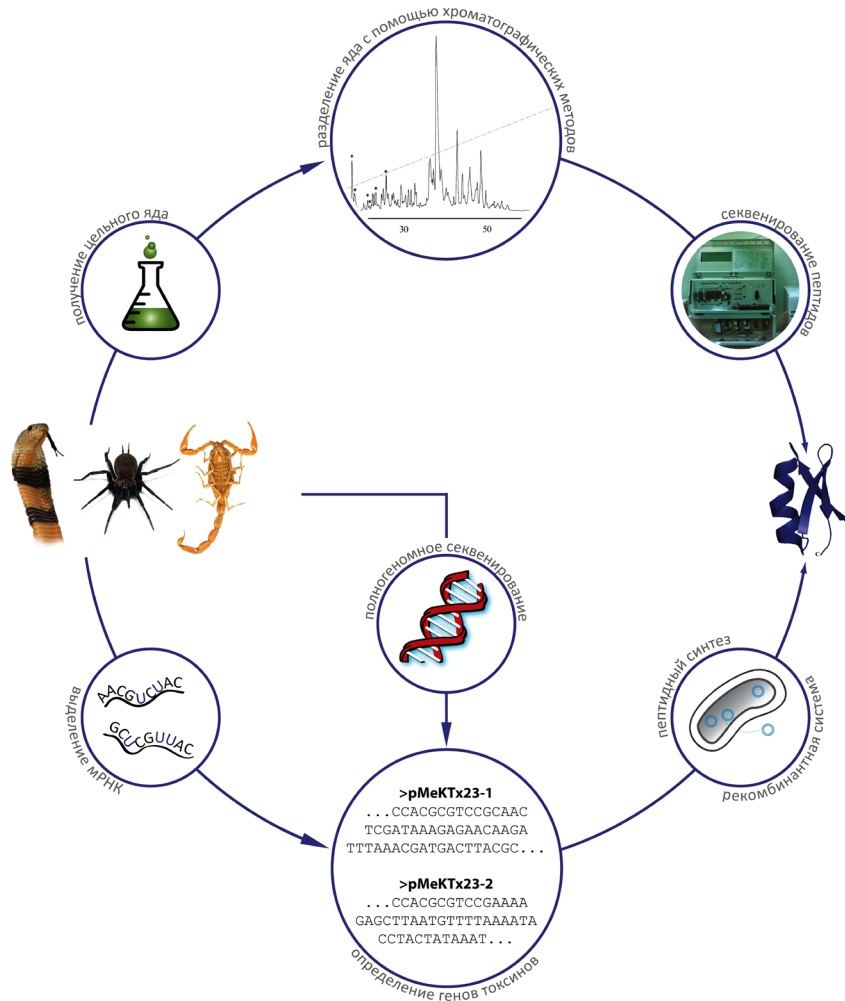 разделение яда с помощью хроматографических методов
30 50
получение цельного яда
секвенирование пептидов
C
полногеномное секвенирование
выделение мРНК
AACGUCUAC
GCUCGUUAC
пептидный синтез
рекомбинантная система
>pMeKTx23-1
...CCACGCGTCCGCAAC
TCGATAAAGAGAACAAGA
TTTAAACGATGACTTACGC...
>pMeKTx23-2
...CCACGCGTCCGAAAA
GAGCTTAATGTTTTAAAATA
CCTACTATAAAT...
определение генов токсинов